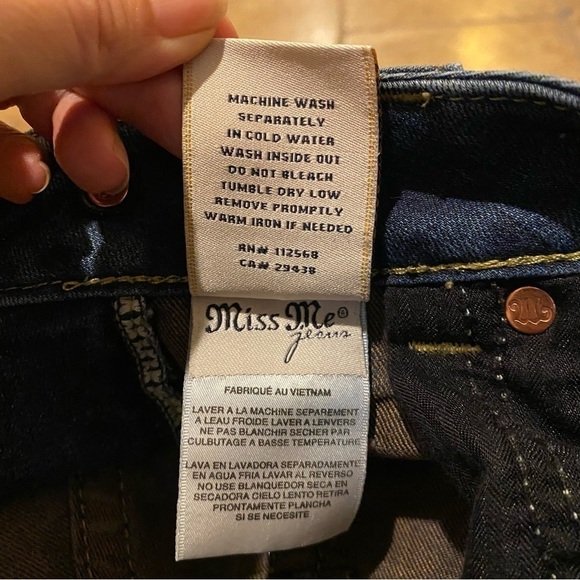 MACHINE WASH
SEPARATELY
IN COLD WATER
WASH INSIDE OUT
DO NOT BLEACH
TUMBLE DRY LOW
REMOVE PROMPTLY
WARM IRON IF NEEDED
RN# 112568
CA# 29438
Miss Me®
jeans
FABRIQUÉ AU VIETNAM
LAVER A LA MACHINE SEPAREMENT
A LEAU FROIDE LAVER A LENVERS
NE PAS BLANCHIR SECHER PAR
CULBUTAGE A BASSE TEMPERATURE
LAVA EN LAVADORA SEPARADAMENTE
EN AGUA FRIA LAVAR AL REVERSO
NO USE BLANQUEDOR SECA EN
SECADORA CIELO LENTO RETIRA
PRONTAMENTE PLANCHA
SI SE NECESITE